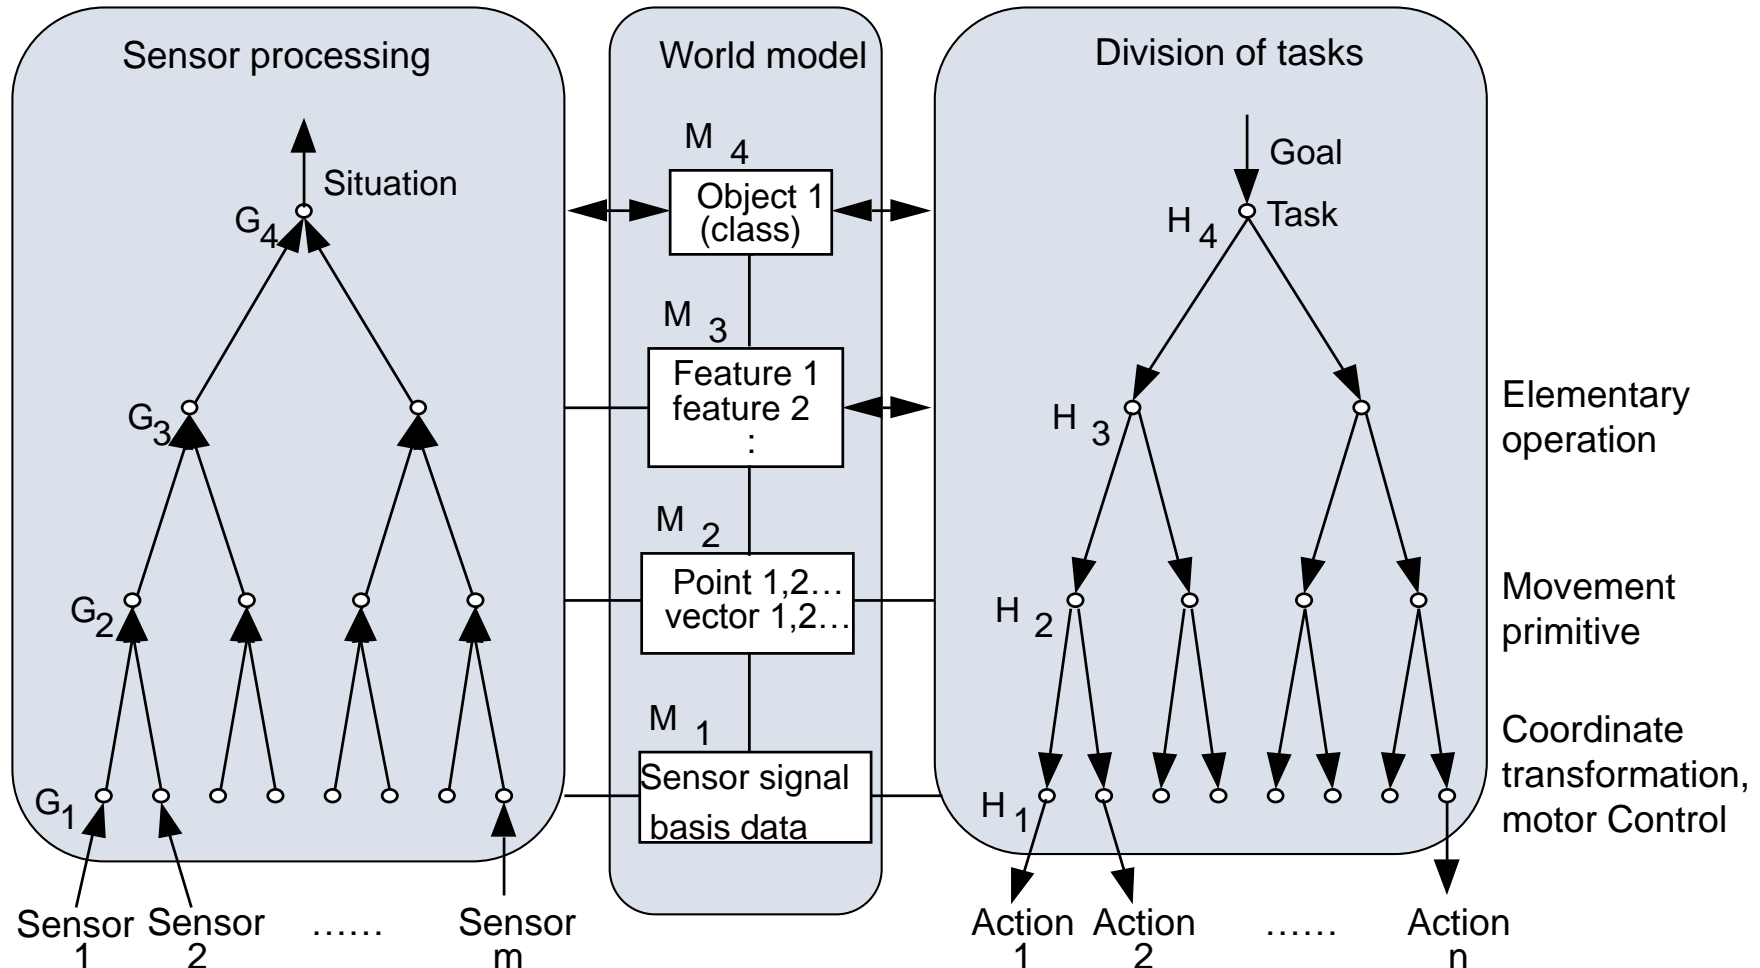 Sensor processing
World model
Division of tasks
M 4
Goal
Situation
Object 1
(class)
G4
H 4
Task
M 3
Feature 1
feature 2
:
G3
H 3
Elementary
operation
M 2
Point 1,2…
vector 1,2…
G2
H 2
Movement
primitive
M 1
Sensor signal
basis data
G1
H 1
Coordinate
transformation,
motor Control
Sensor
1
Sensor
2
……
Sensor
m
Action
1
Action
2
……
Action
n